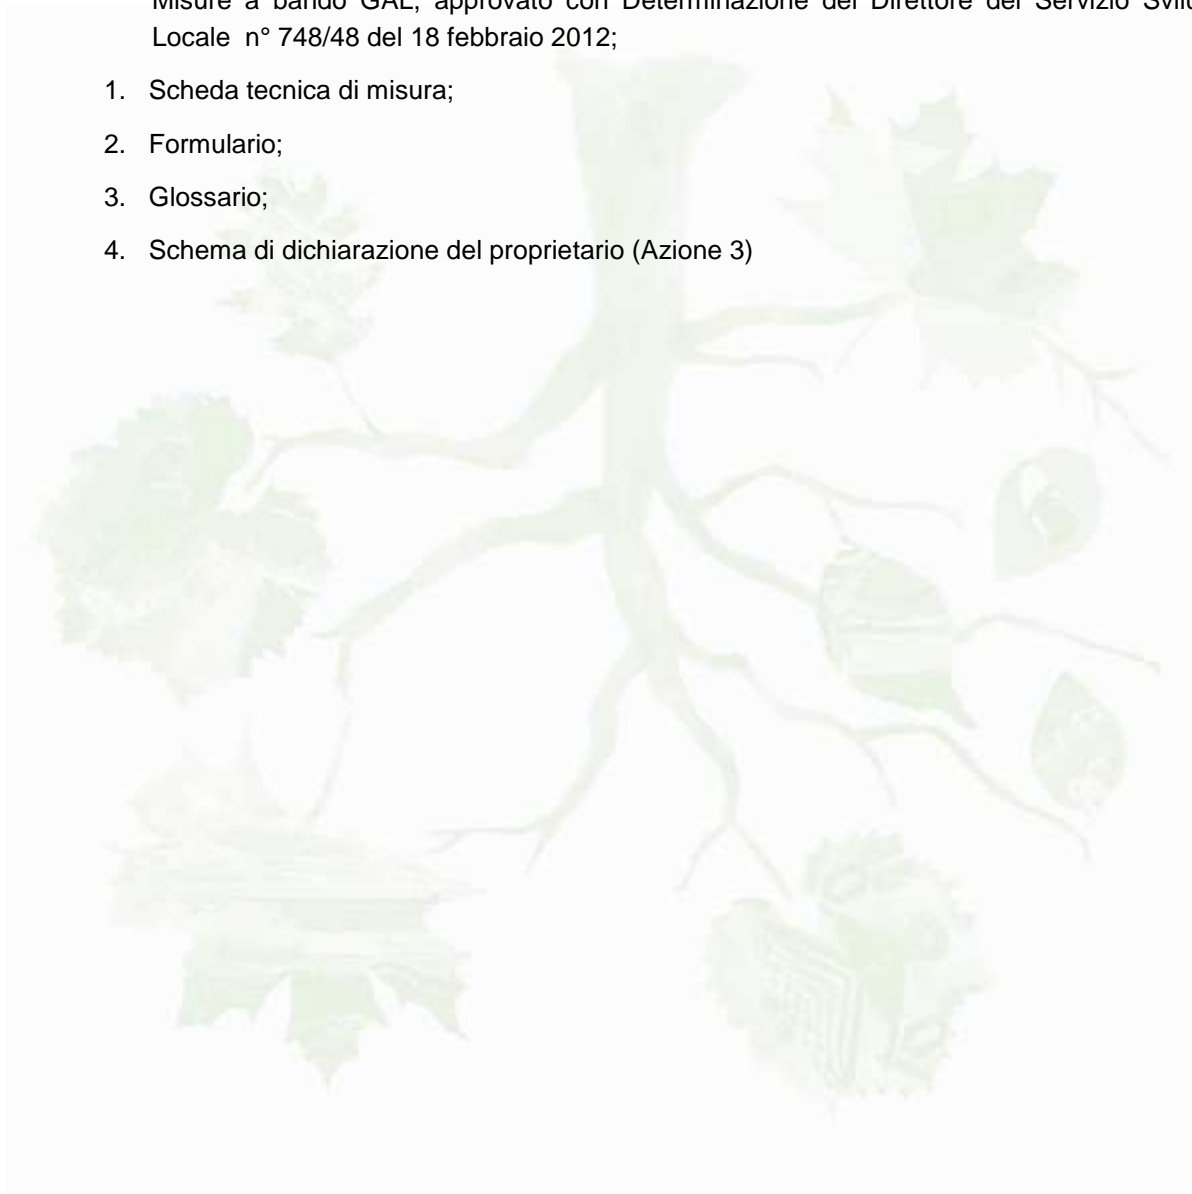 Misure a bando GAL, approvato con Determinazione del Direttore del Servizio
Locale n° 748/48 del 18 febbraio 2012;
1. Scheda tecnica di misura;
2. Formulario;
3. Glossario;
4. Schema di dichiarazione del proprietario (Azione 3)